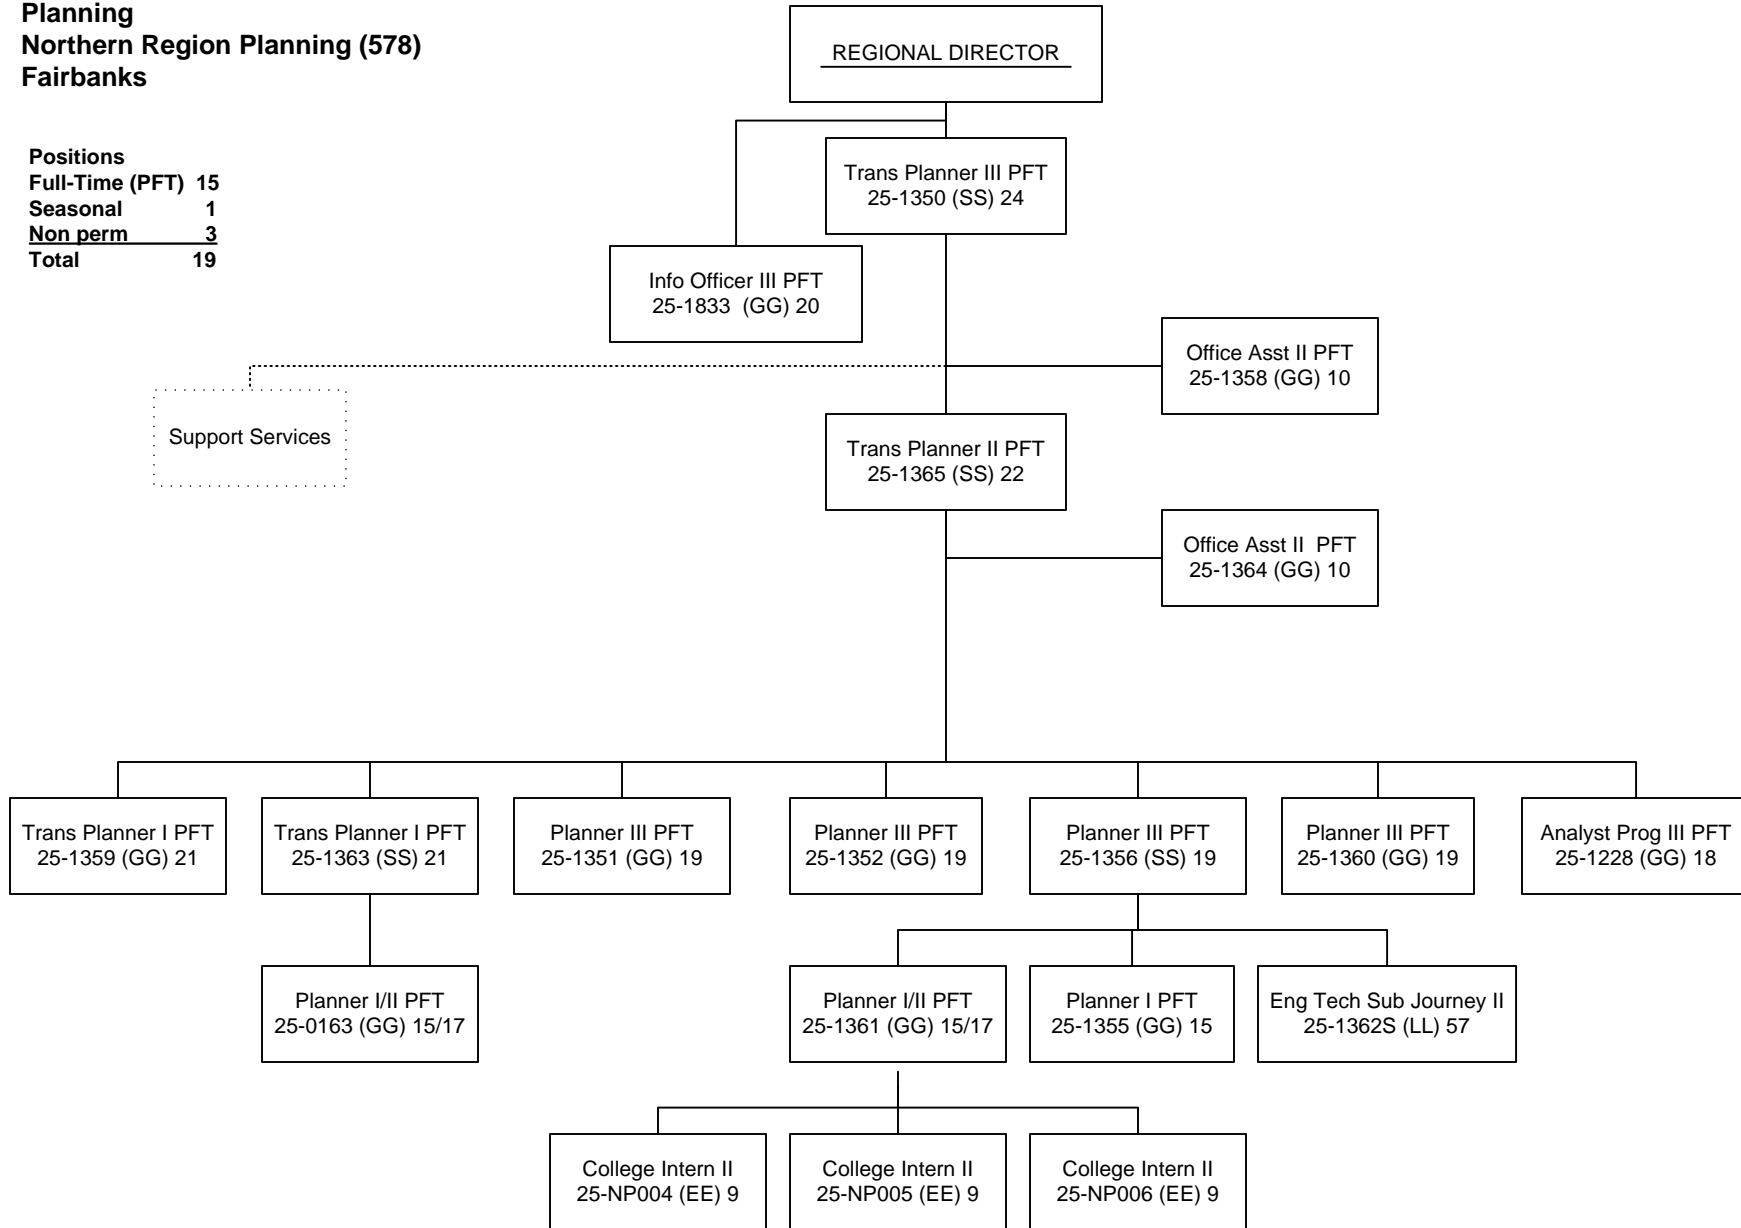 Planning
Northern Region Planning (578)
Fairbanks
REGIONAL DIRECTOR
Positions
Full-Time (PFT) 15
Seasonal 1
Non perm 3
Total 19
Trans Planner III PFT
25-1350 (SS) 24
Info Officer III PFT
25-1833 (GG) 20
Office Asst II PFT
25-1358 (GG) 10
Support Services
Trans Planner II PFT
25-1365 (SS) 22
Office Asst II PFT
25-1364 (GG) 10
Trans Planner I PFT
25-1359 (GG) 21
Trans Planner I PFT
25-1363 (SS) 21
Planner III PFT
25-1351 (GG) 19
Planner III PFT
25-1352 (GG) 19
Planner III PFT
25-1356 (SS) 19
Planner III PFT
25-1360 (GG) 19
Analyst Prog III PFT
25-1228 (GG) 18
Planner I/II PFT
25-0163 (GG) 15/17
Planner I/II PFT
25-1361 (GG) 15/17
Planner I PFT
25-1355 (GG) 15
Eng Tech Sub Journey II
25-1362S (LL) 57
College Intern II
25-NP004 (EE) 9
College Intern II
25-NP005 (EE) 9
College Intern II
25-NP006 (EE) 9